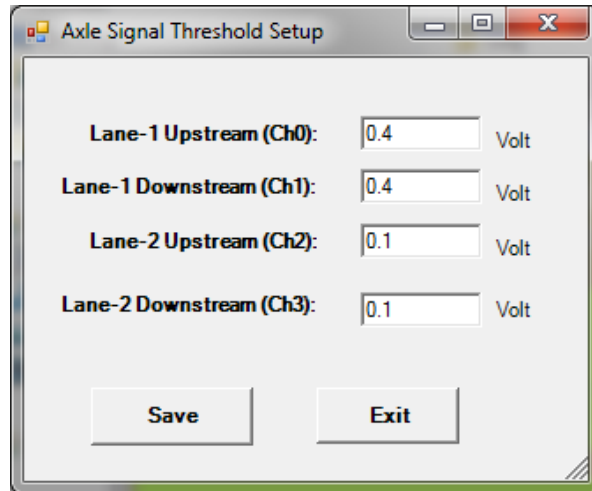 Axle Signal Threshold Setup
Lane-1 Upstream (Ch0): 0.4 Volt
Lane-1 Downstream (Ch1): 0.4 Volt
Lane-2 Upstream (Ch2): 0.1 Volt
Lane-2 Downstream (Ch3): 0.1 Volt
Save Exit